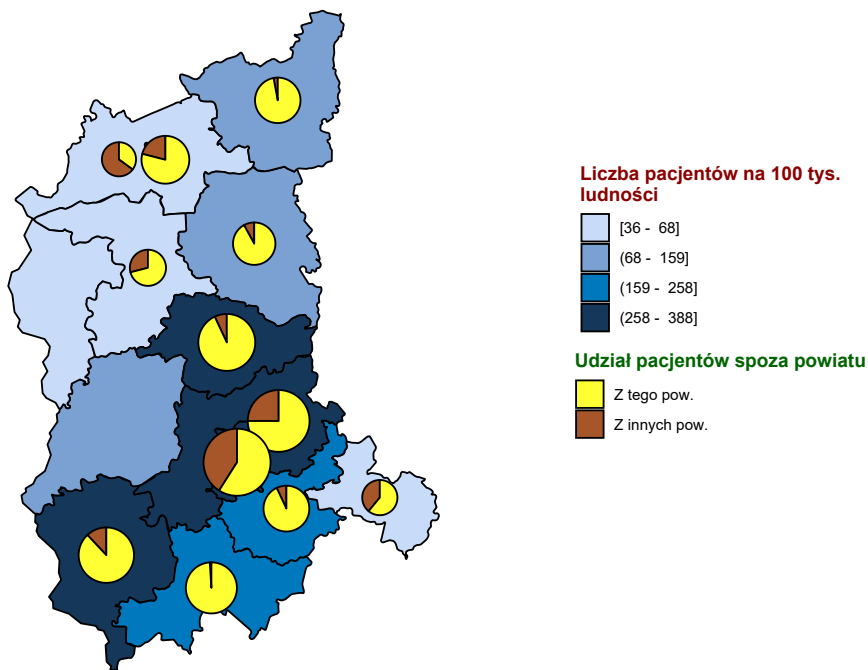 Liczba pacjentów na 100 tys.
ludności
[36 - 68]
(68 - 159]
(159 - 258]
(258 - 388]
Udział pacjentów spoza powiatu
Z tego pow.
Z innych pow.